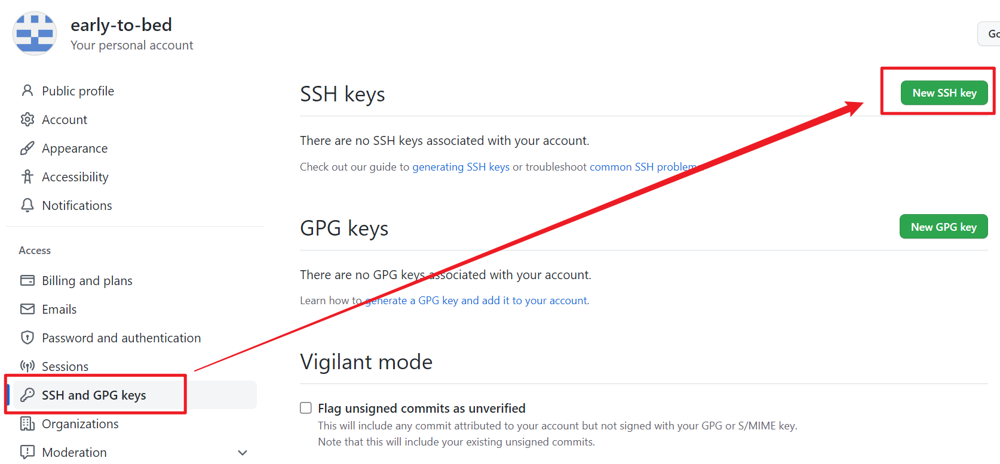 early-to-bed
Your personal account
Public profile
Account
Appearance
Accessibility
Notifications
Access
Billing and plans
Emails
Password and authentication
Sessions
SSH and GPG keys
Organizations
Moderation
SSH keys
New SSH key
There are no SSH keys associated with your account.
Check out our guide to generating SSH keys or troubleshoot common SSH problems.
GPG keys
New GPG key
There are no GPG keys associated with your account.
Learn how to generate a GPG key and add it to your account.
Vigilant mode
Flag unsigned commits as unverified
This will include any commit attributed to your account but not signed with your GPG or S/MIME key.
Note that this will include your existing unsigned commits.